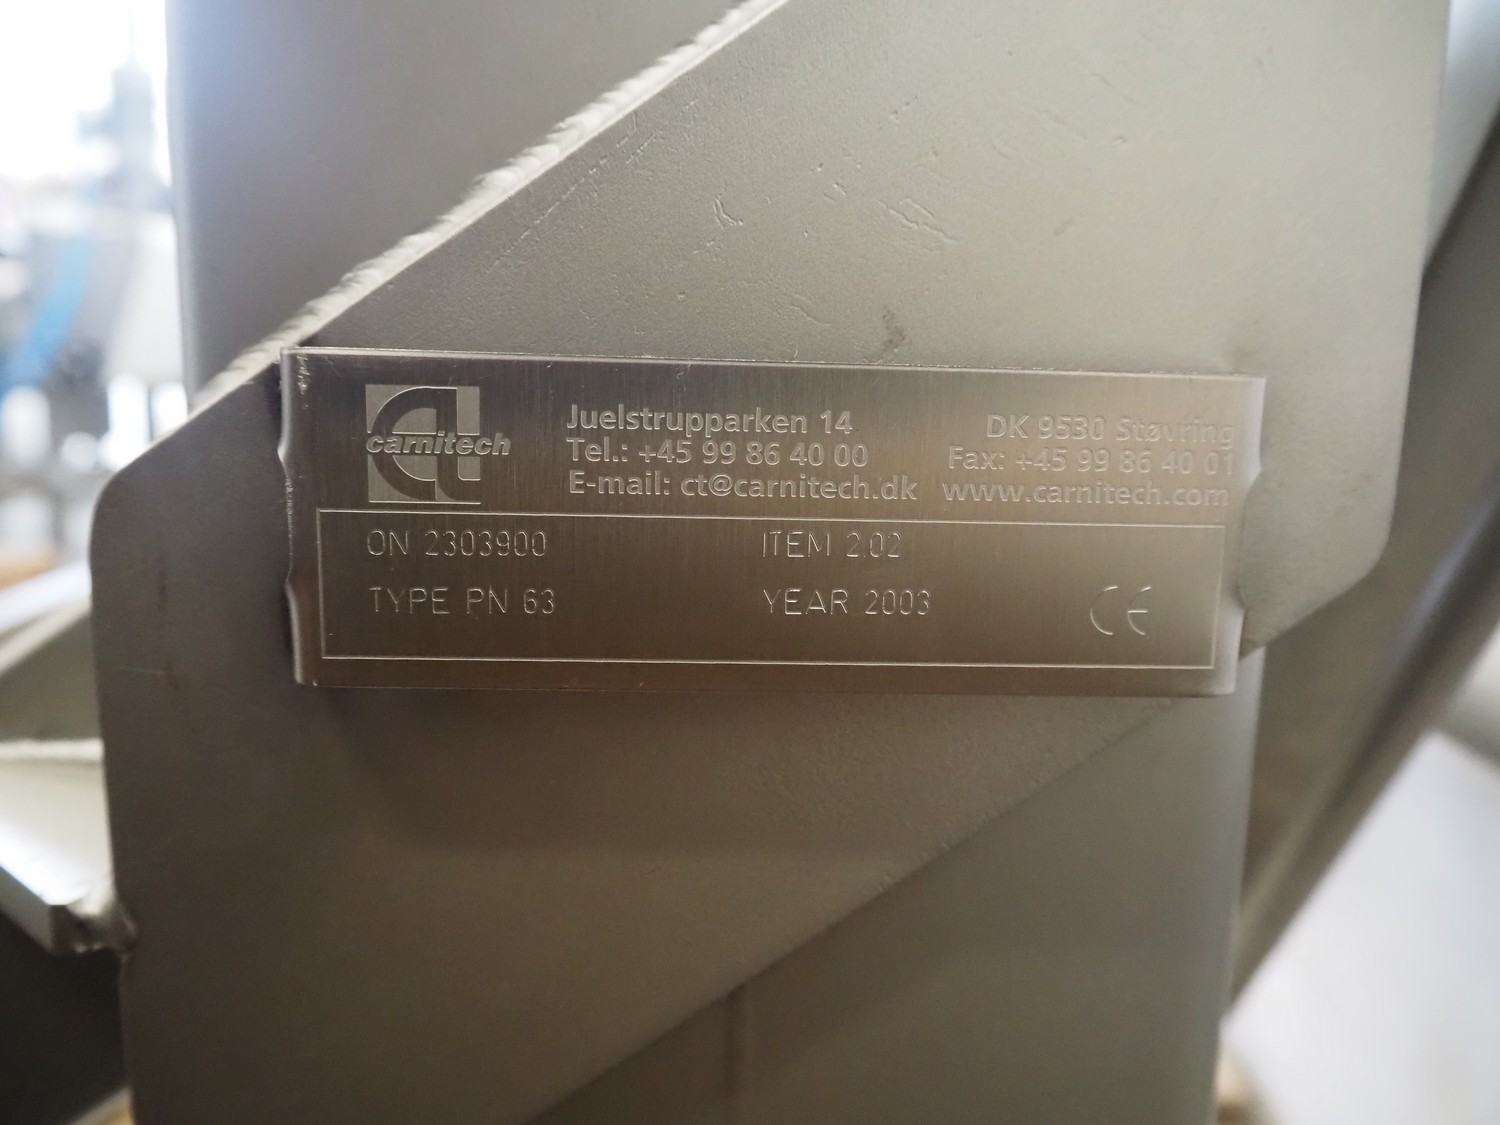 carnitech
Juelstrupparken 14 DK 9530 Støvring
Tel.: +45 99 86 40 00 Fax: +45 99 86 40 01
E-mail: ct@carnitech.dk www.carnitech.com
ON 2303900 ITEM 2.02
TYPE PN 63 YEAR 2003 CE